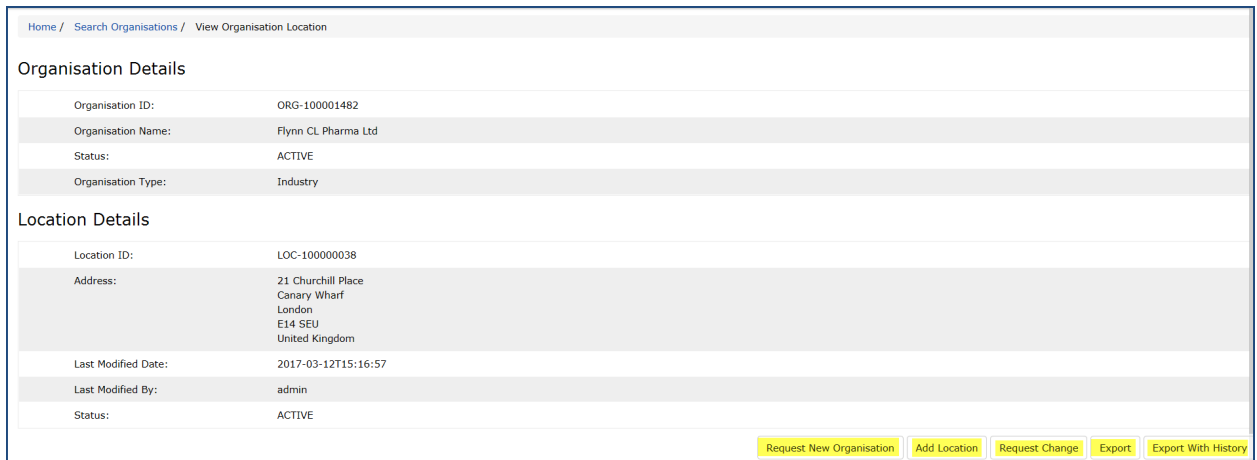 Home / Search Organisations / View Organisation Location
Organisation Details
Organisation ID: ORG-100001482
Organisation Name: Flynn CL Pharma Ltd
Status: ACTIVE
Organisation Type: Industry
Location Details
Location ID: LOC-100000038
Address: 21 Churchill Place
Canary Wharf
London
E14 SEU
United Kingdom
Last Modified Date: 2017-03-12T15:16:57
Last Modified By: admin
Status: ACTIVE
Request New Organisation Add Location Request Change Export Export With History